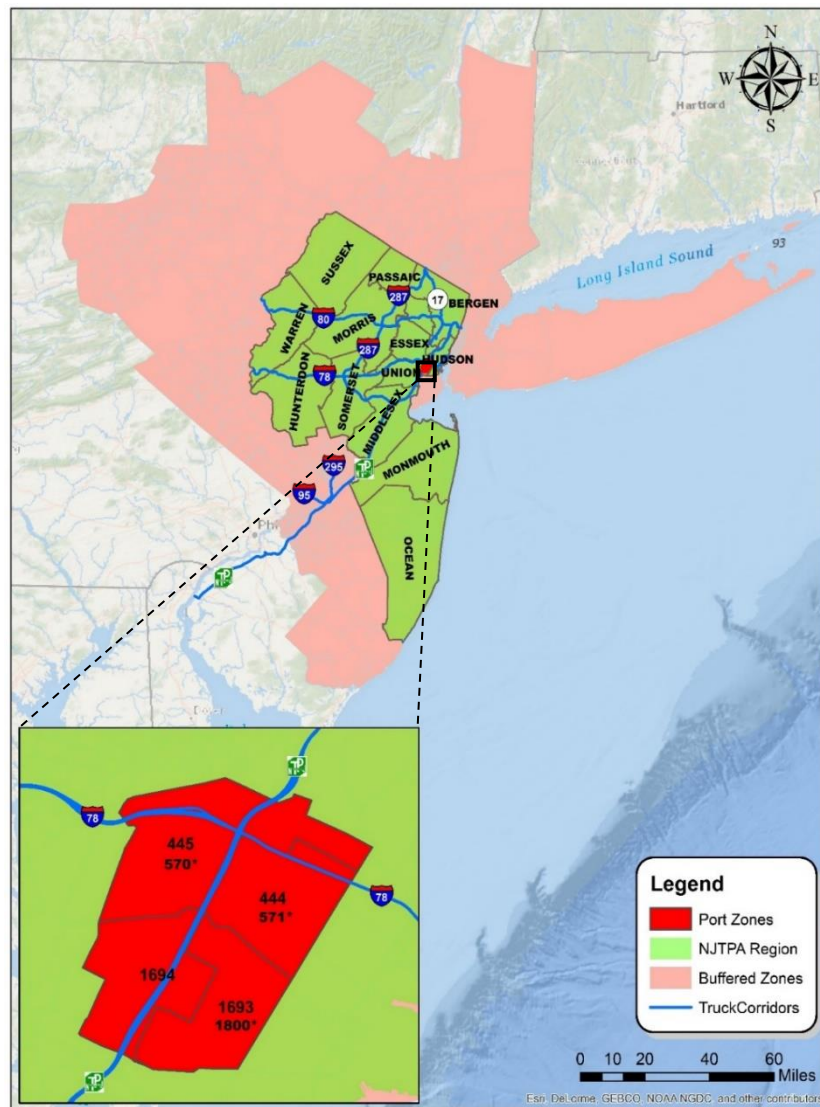 N
W E
S
Hartford
Connecticut
93
Long Island Sound
SUSSEX
PASSAIC
287
17
BERGEN
WARREN
80
MORRIS
287
ESSEX
HUDSON
UNION
78
HUNTERDON
SOMERSET
MIDDLESEX
MONMOUTH
295
95
OCEAN
78
445
570*
444
571*
78
1694
1693
1800*
Legend
Port Zones
NJTPA Region
Buffered Zones
TruckCorridors
0 10 20 40 60
Miles
Esri, DeLorme, GEBCO, NOAA NGDC, and other contributors